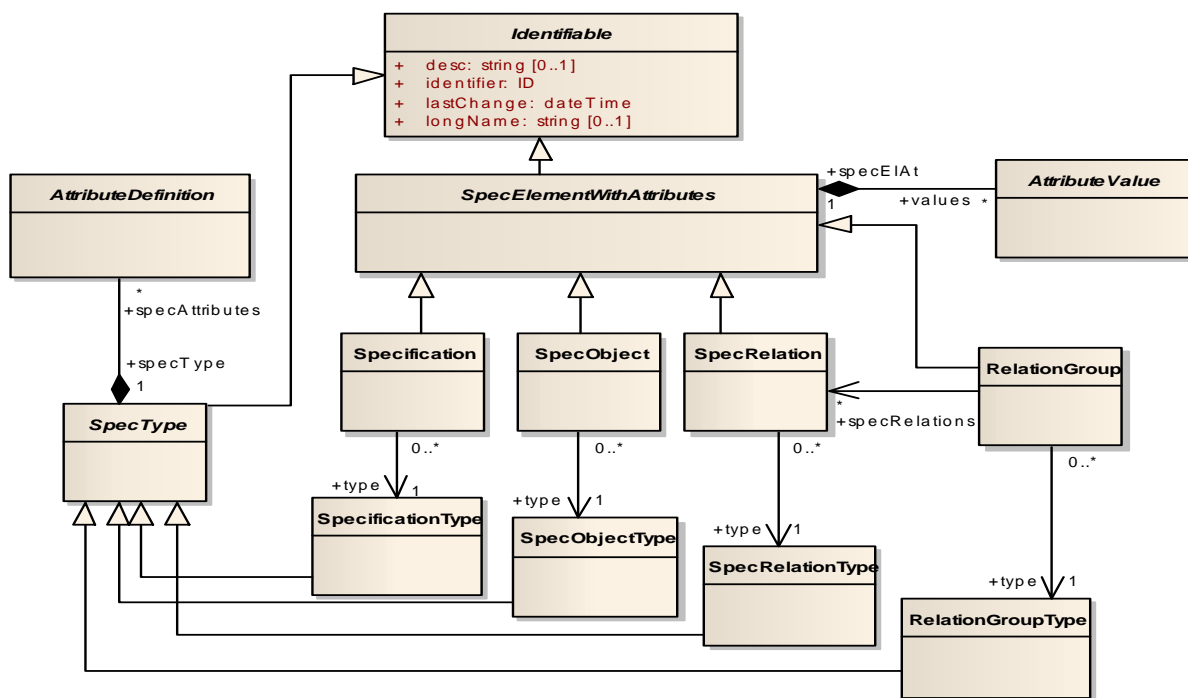 Identifiable
+ desc: string [0..1]
+ identifier: ID
+ lastChange: dateTime
+ longName: string [0..1]
AttributeDefinition
SpecElementWithAttributes
+specElAt
1
+values *
AttributeValue
*
+specAttributes
+specType
1
SpecType
Specification
SpecObject
SpecRelation
RelationGroup
*
+specRelations
0..*
0..*
0..*
0..*
+type 1
SpecificationType
+type 1
SpecObjectType
+type 1
SpecRelationType
+type 1
RelationGroupType